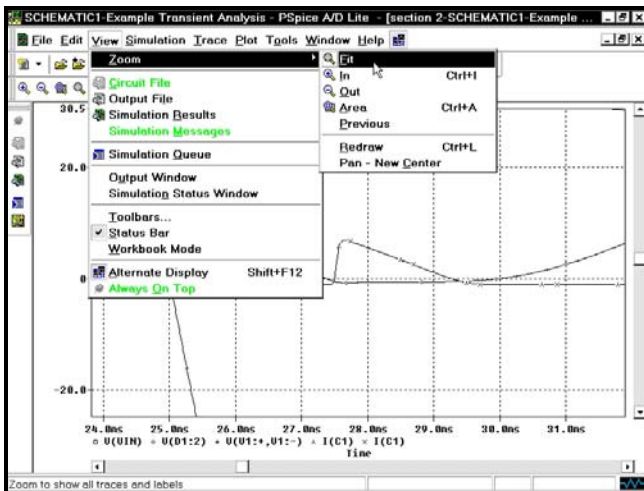 SCHEMATIC1-Example Transient Analysis - PSpice A/D Lite - [section 2-SCHEMATIC1-Example ...
File Edit View Simulation Trace Plot Tools Window Help
Zoom
Fit
In Ctrl+I
Out
Area Ctrl+A
Previous
Redraw Ctrl+L
Pan - New Center
Circuit File
Output File
Simulation Results
Simulation Messages
Simulation Queue
Output Window
Simulation Status Window
Toolbars...
Status Bar
Workbook Mode
Alternate Display Shift+F12
Always On Top
30.5
20.0
0
-20.0
24.0ms 25.0ms 26.0ms 27.0ms 28.0ms 29.0ms 30.0ms 31.0ms
V(VIN) V(D1:2) V(V1:+,V1:-) I(C1) I(C1)
Time
Zoom to show all traces and labels